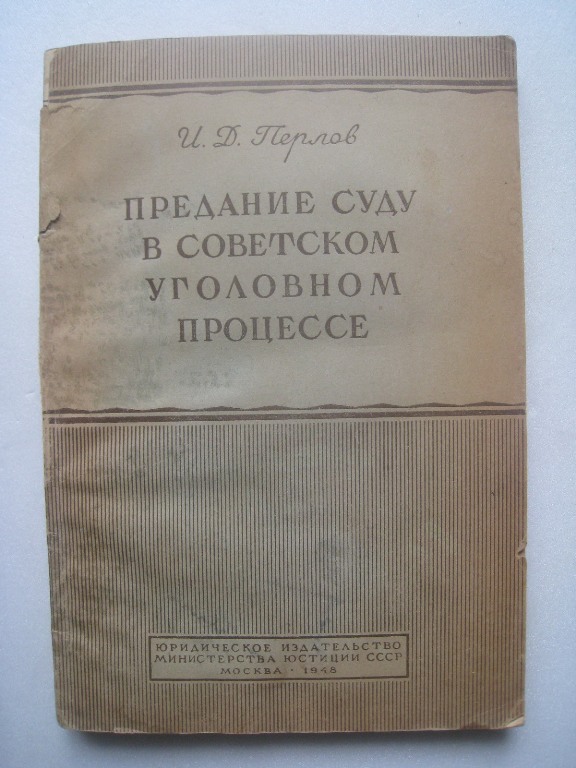 И. Д. Перлов
ПРЕДАНИЕ СУДУ
В СОВЕТСКОМ
УГОЛОВНОМ
ПРОЦЕССЕ
ЮРИДИЧЕСКОЕ ИЗДАТЕЛЬСТВО
МИНИСТЕРСТВА ЮСТИЦИИ СССР
МОСКВА · 1948